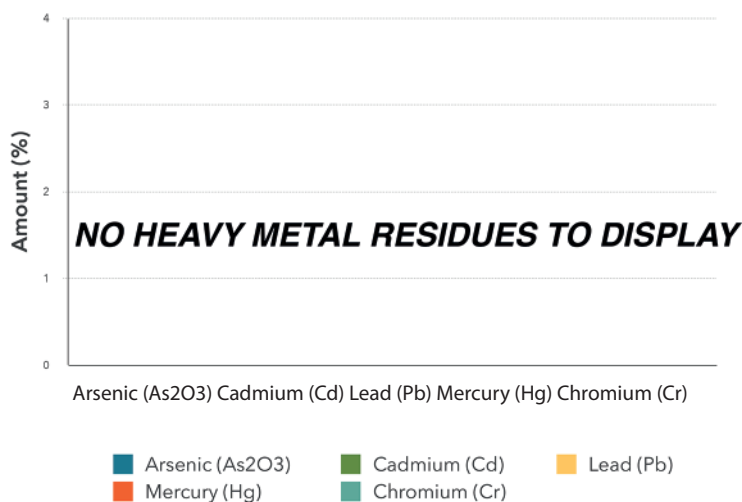 4
3
2
1
0
Amount (%)
NO HEAVY METAL RESIDUES TO DISPLAY
Arsenic (As2O3) Cadmium (Cd) Lead (Pb) Mercury (Hg) Chromium (Cr)
Arsenic (As2O3) Cadmium (Cd) Lead (Pb)
Mercury (Hg) Chromium (Cr)